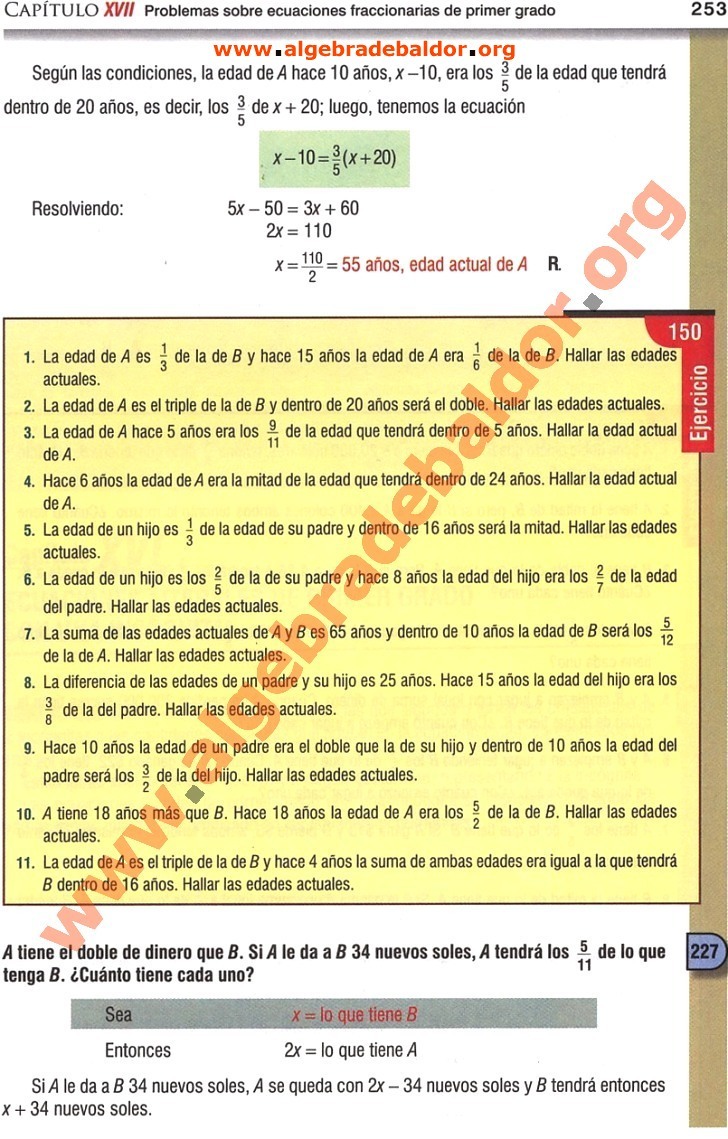 CAPÍTULO XVII Problemas sobre ecuaciones fraccionarias de primer grado 253
www.algebradebaldor.org
Según las condiciones, la edad de A hace 10 años, x –10, era los 3/5 de la edad que tendrá
dentro de 20 años, es decir, los 3/5 de x + 20; luego, tenemos la ecuación
x – 10 = 3/5 (x + 20)
Resolviendo: 5x – 50 = 3x + 60
2x = 110
x = 110/2 = 55 años, edad actual de A R.
150
Ejercicio
1. La edad de A es 1/3 de la de B y hace 15 años la edad de A era 1/6 de la de B. Hallar las edades
actuales.
2. La edad de A es el triple de la de B y dentro de 20 años será el doble. Hallar las edades actuales.
3. La edad de A hace 5 años era los 9/11 de la edad que tendrá dentro de 5 años. Hallar la edad actual
de A.
4. Hace 6 años la edad de A era la mitad de la edad que tendrá dentro de 24 años. Hallar la edad actual
de A.
5. La edad de un hijo es 1/3 de la edad de su padre y dentro de 16 años será la mitad. Hallar las edades
actuales.
6. La edad de un hijo es los 2/5 de la de su padre y hace 8 años la edad del hijo era los 2/7 de la edad
del padre. Hallar las edades actuales.
7. La suma de las edades actuales de A y B es 65 años y dentro de 10 años la edad de B será los 5/12
de la de A. Hallar las edades actuales.
8. La diferencia de las edades de un padre y su hijo es 25 años. Hace 15 años la edad del hijo era los
3/8 de la del padre. Hallar las edades actuales.
9. Hace 10 años la edad de un padre era el doble que la de su hijo y dentro de 10 años la edad del
padre será los 3/2 de la del hijo. Hallar las edades actuales.
10. A tiene 18 años más que B. Hace 18 años la edad de A era los 5/2 de la de B. Hallar las edades
actuales.
11. La edad de A es el triple de la de B y hace 4 años la suma de ambas edades era igual a la que tendrá
B dentro de 16 años. Hallar las edades actuales.
www.algebradebaldor.org
A tiene el doble de dinero que B. Si A le da a B 34 nuevos soles, A tendrá los 5/11 de lo que 227
tenga B. ¿Cuánto tiene cada uno?
Sea x = lo que tiene B
Entonces 2x = lo que tiene A
Si A le da a B 34 nuevos soles, A se queda con 2x – 34 nuevos soles y B tendrá entonces
x + 34 nuevos soles.